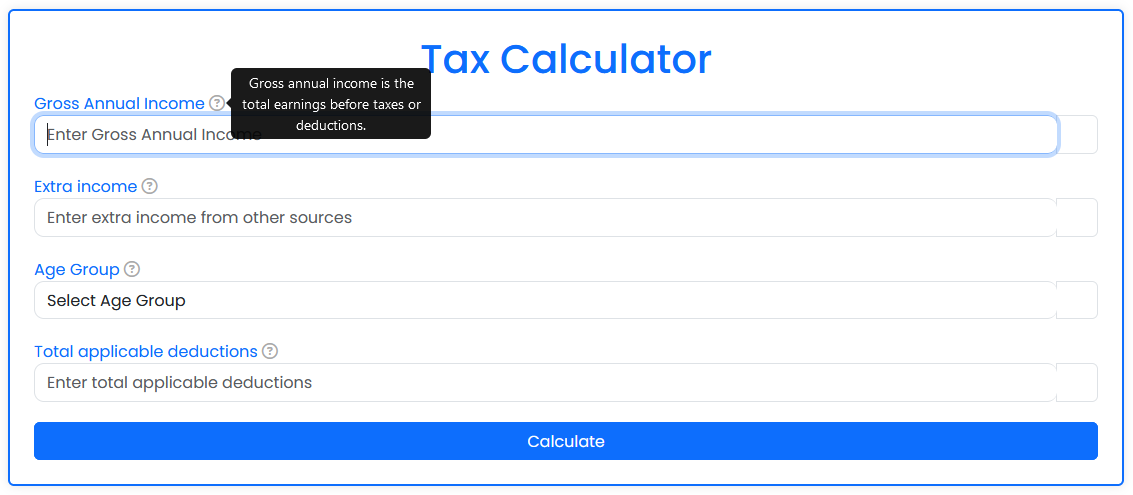 Tax Calculator
Gross Annual Income ?
Gross annual income is the
total earnings before taxes or
deductions.
Enter Gross Annual Income
Extra income ?
Enter extra income from other sources
Age Group ?
Select Age Group
Total applicable deductions ?
Enter total applicable deductions
Calculate